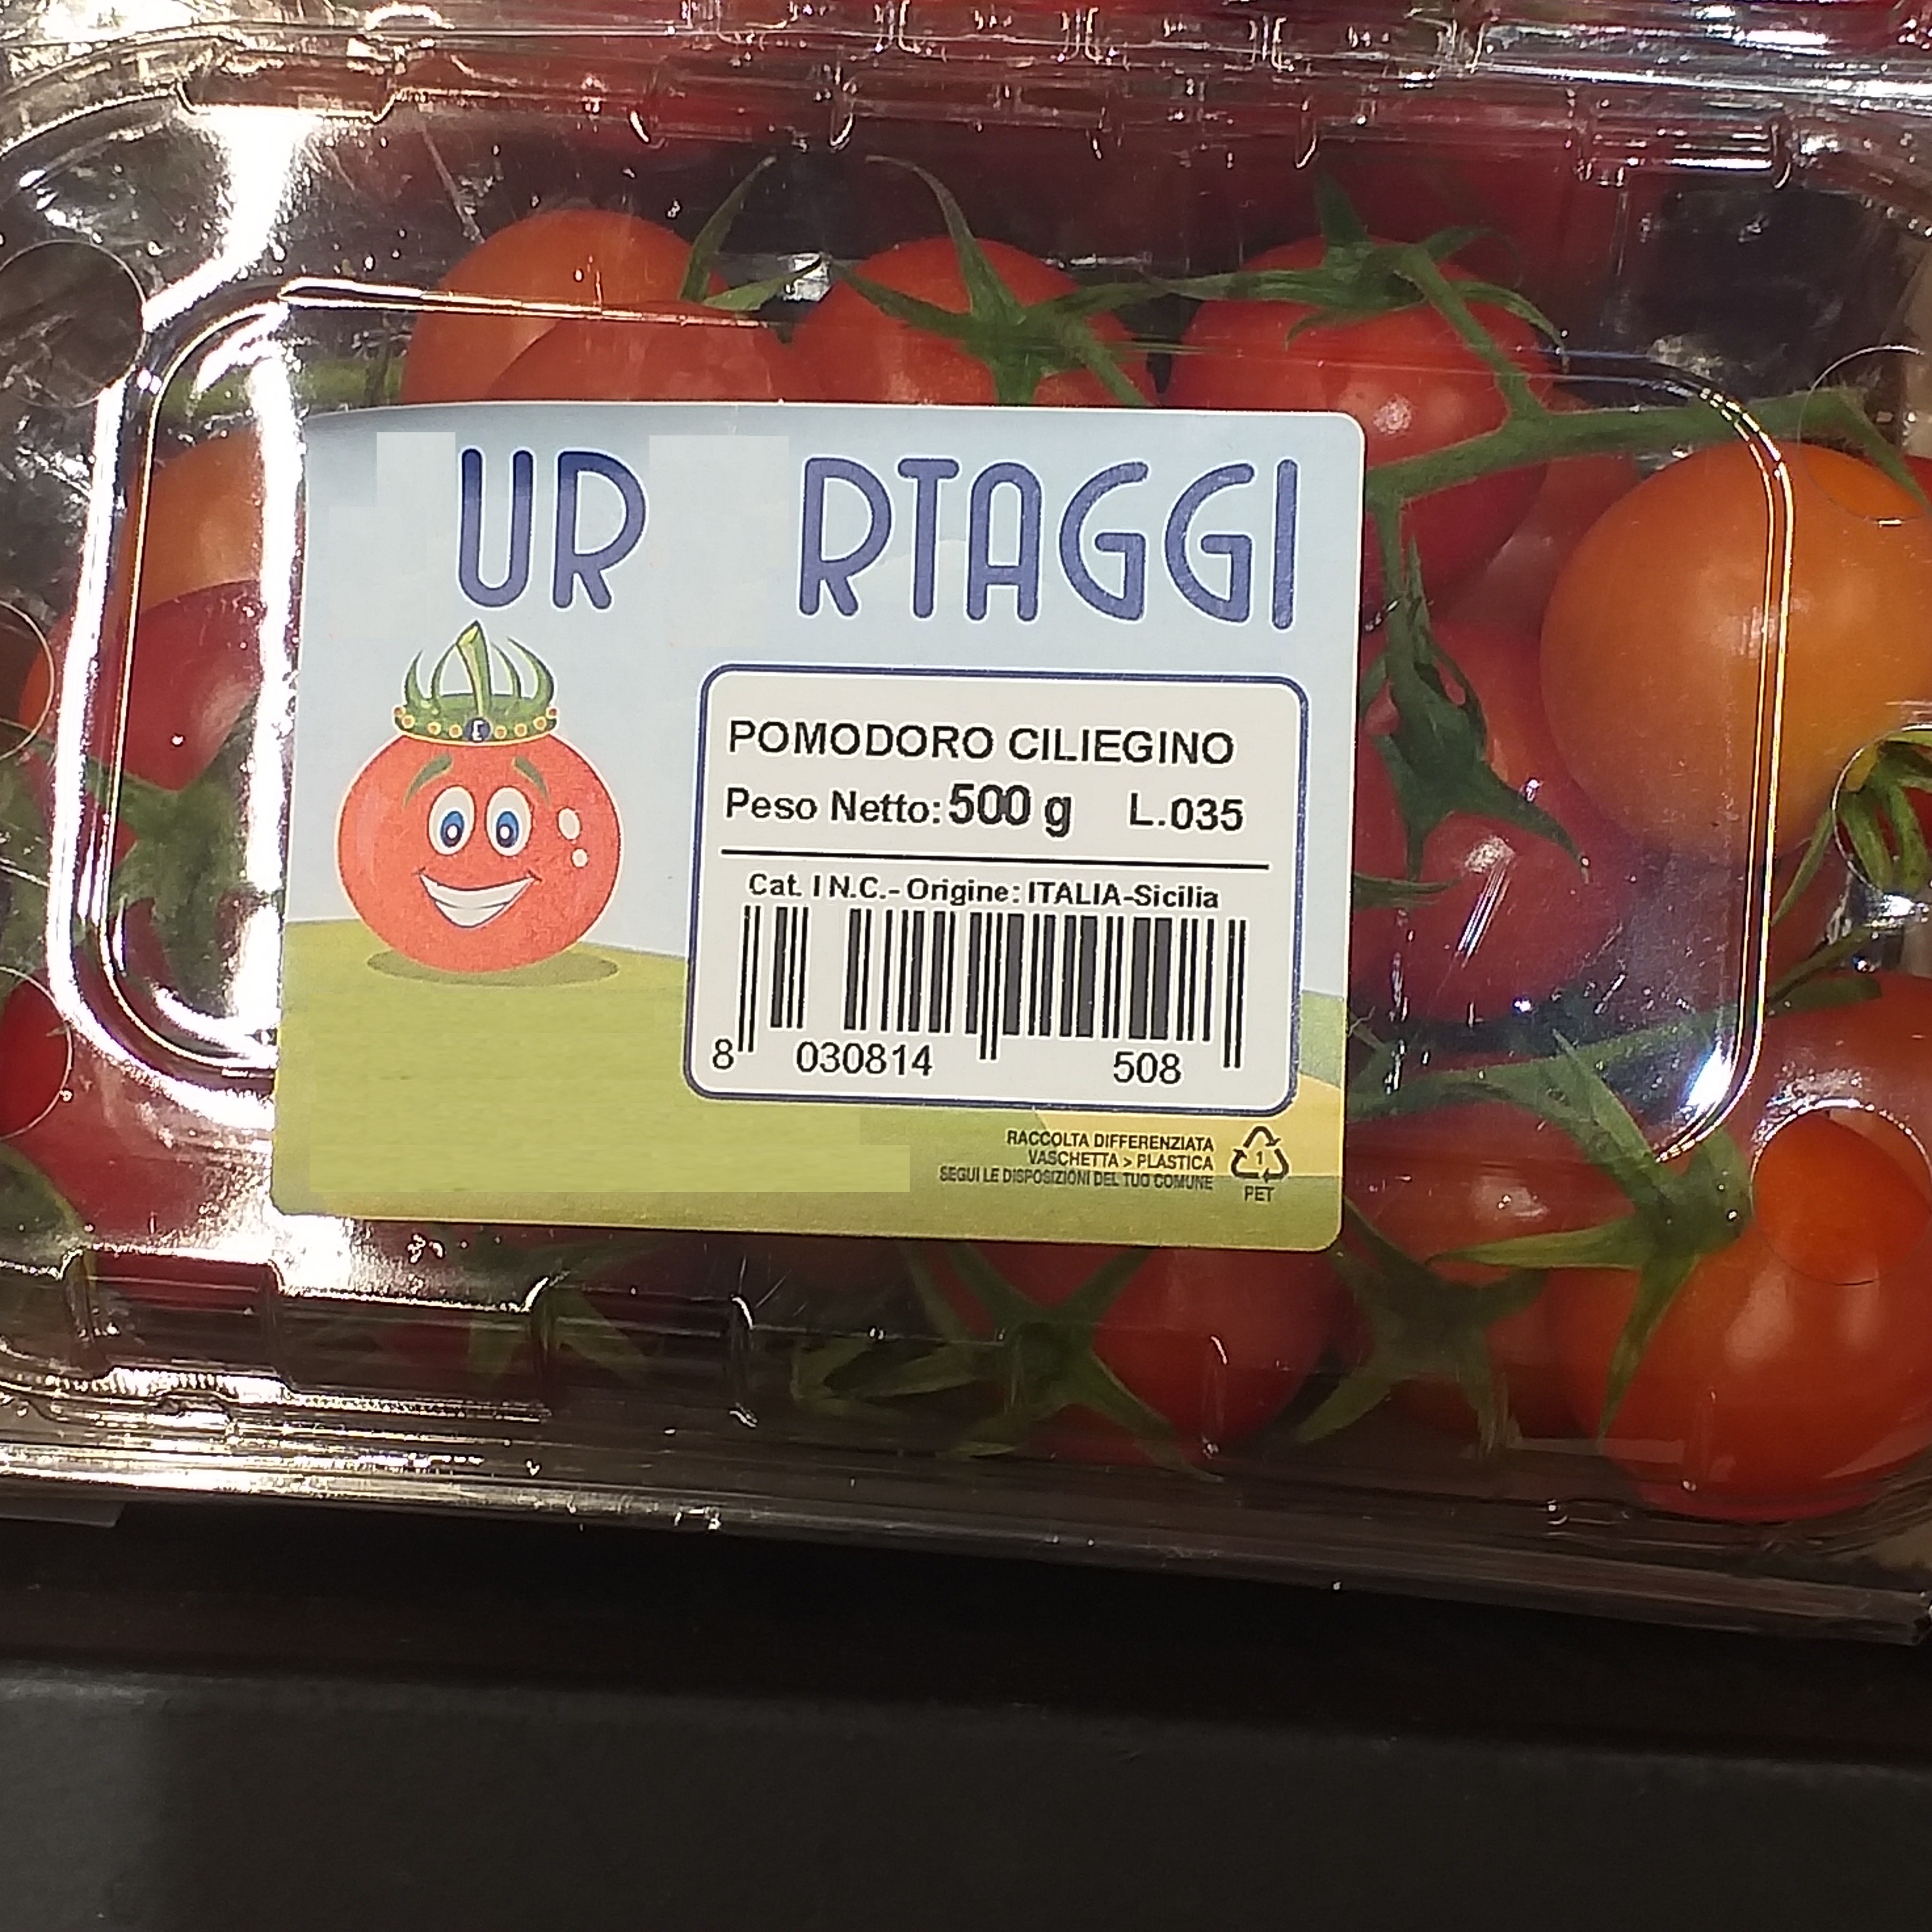 UR RTAGGI
POMODORO CILIEGINO
Peso Netto: 500 g L.035
Cat. I N.C.- Origine: ITALIA-Sicilia
8 030814 508
RACCOLTA DIFFERENZIATA
VASCHETTA > PLASTICA
SEGUI LE DISPOSIZIONI DEL TUO COMUNE
1
PET